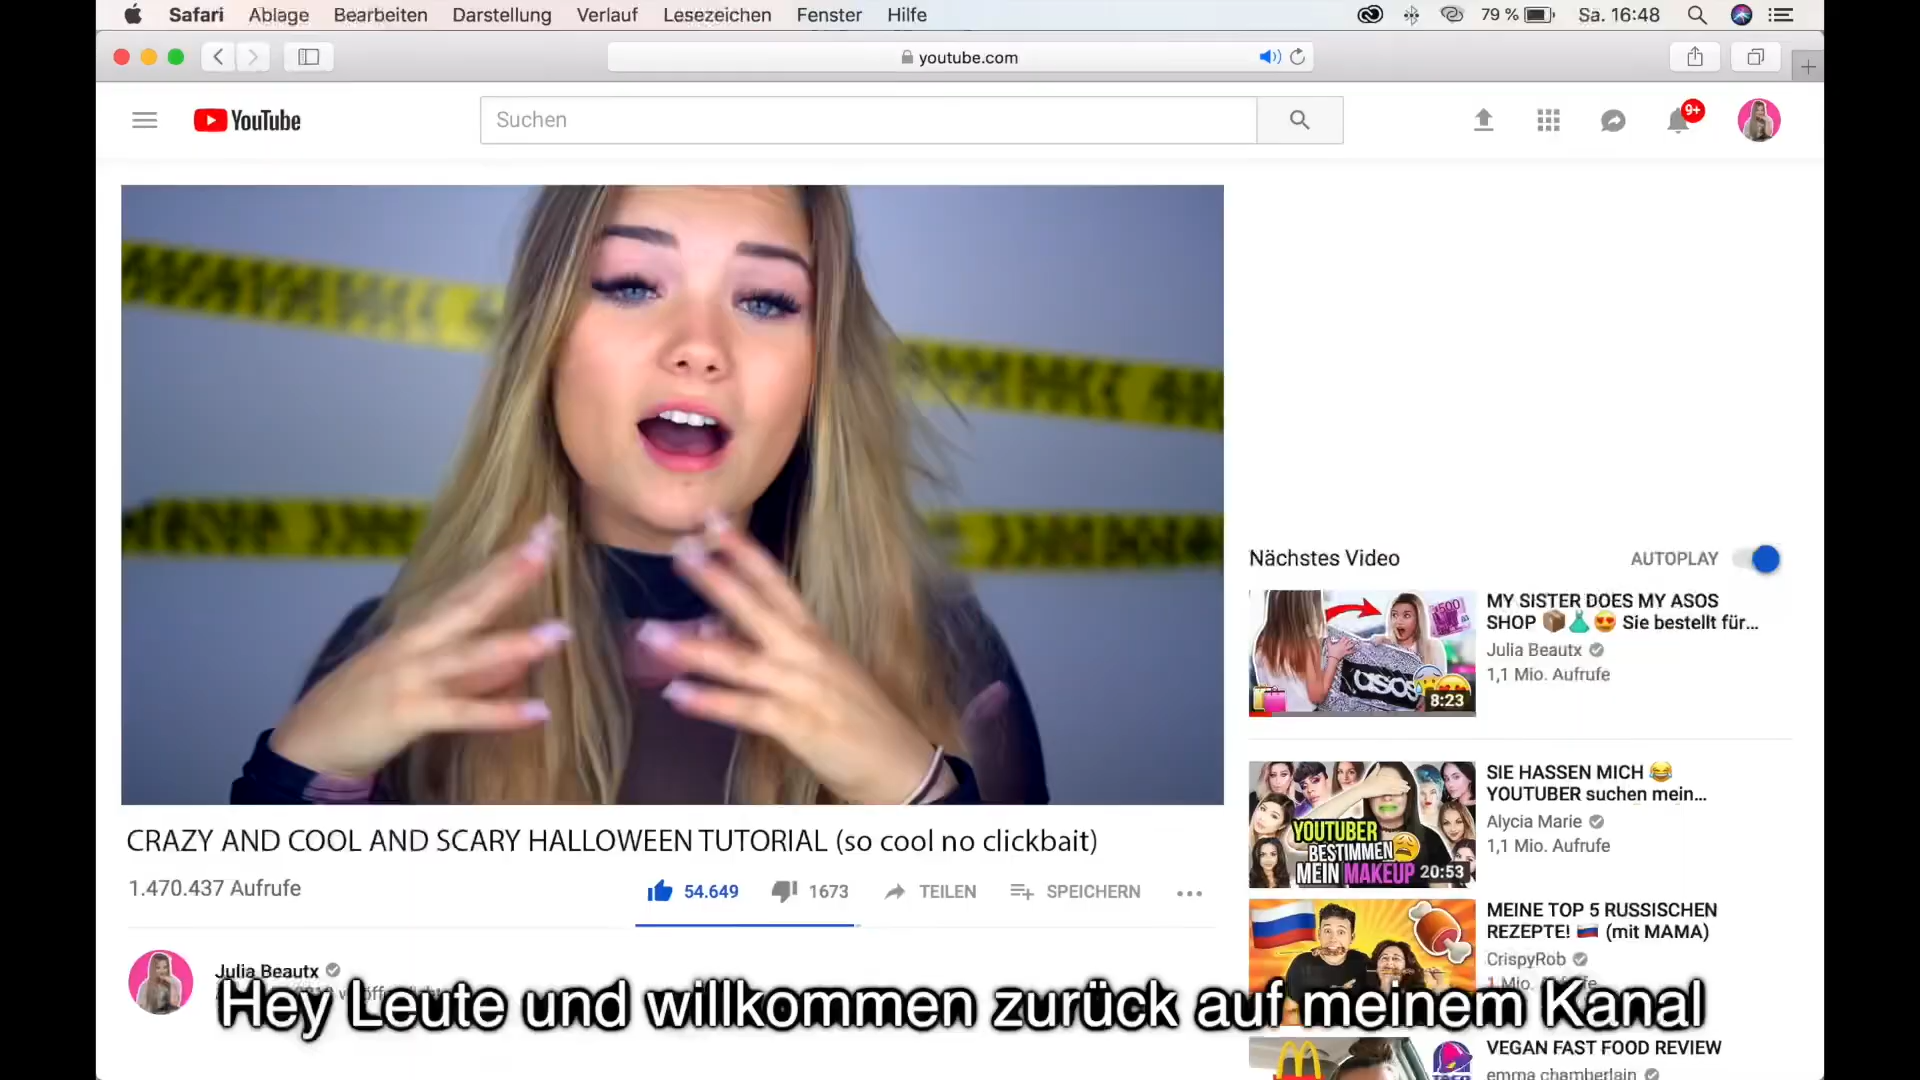 Safari Ablage Bearbeiten Darstellung Verlauf Lesezeichen Fenster Hilfe
79 % Sa. 16:48
youtube.com
YouTube
Suchen
9+
CRAZY AND COOL AND SCARY HALLOWEEN TUTORIAL (so cool no clickbait)
1.470.437 Aufrufe
54.649
1673
TEILEN
SPEICHERN
Julia Beautx
Hey Leute und willkommen zurück auf meinem Kanal
Nächstes Video
AUTOPLAY
500
asos
8:23
MY SISTER DOES MY ASOS
SHOP 📦👗😍 Sie bestellt für...
Julia Beautx
1,1 Mio. Aufrufe
YOUTUBER
BESTIMMEN
MEIN MAKEUP
20:53
SIE HASSEN MICH 😂
YOUTUBER suchen mein...
Alycia Marie
1,1 Mio. Aufrufe
MEINE TOP 5 RUSSISCHEN
REZEPTE! 🇷🇺 (mit MAMA)
CrispyRob
VEGAN FAST FOOD REVIEW
emma chamberlain